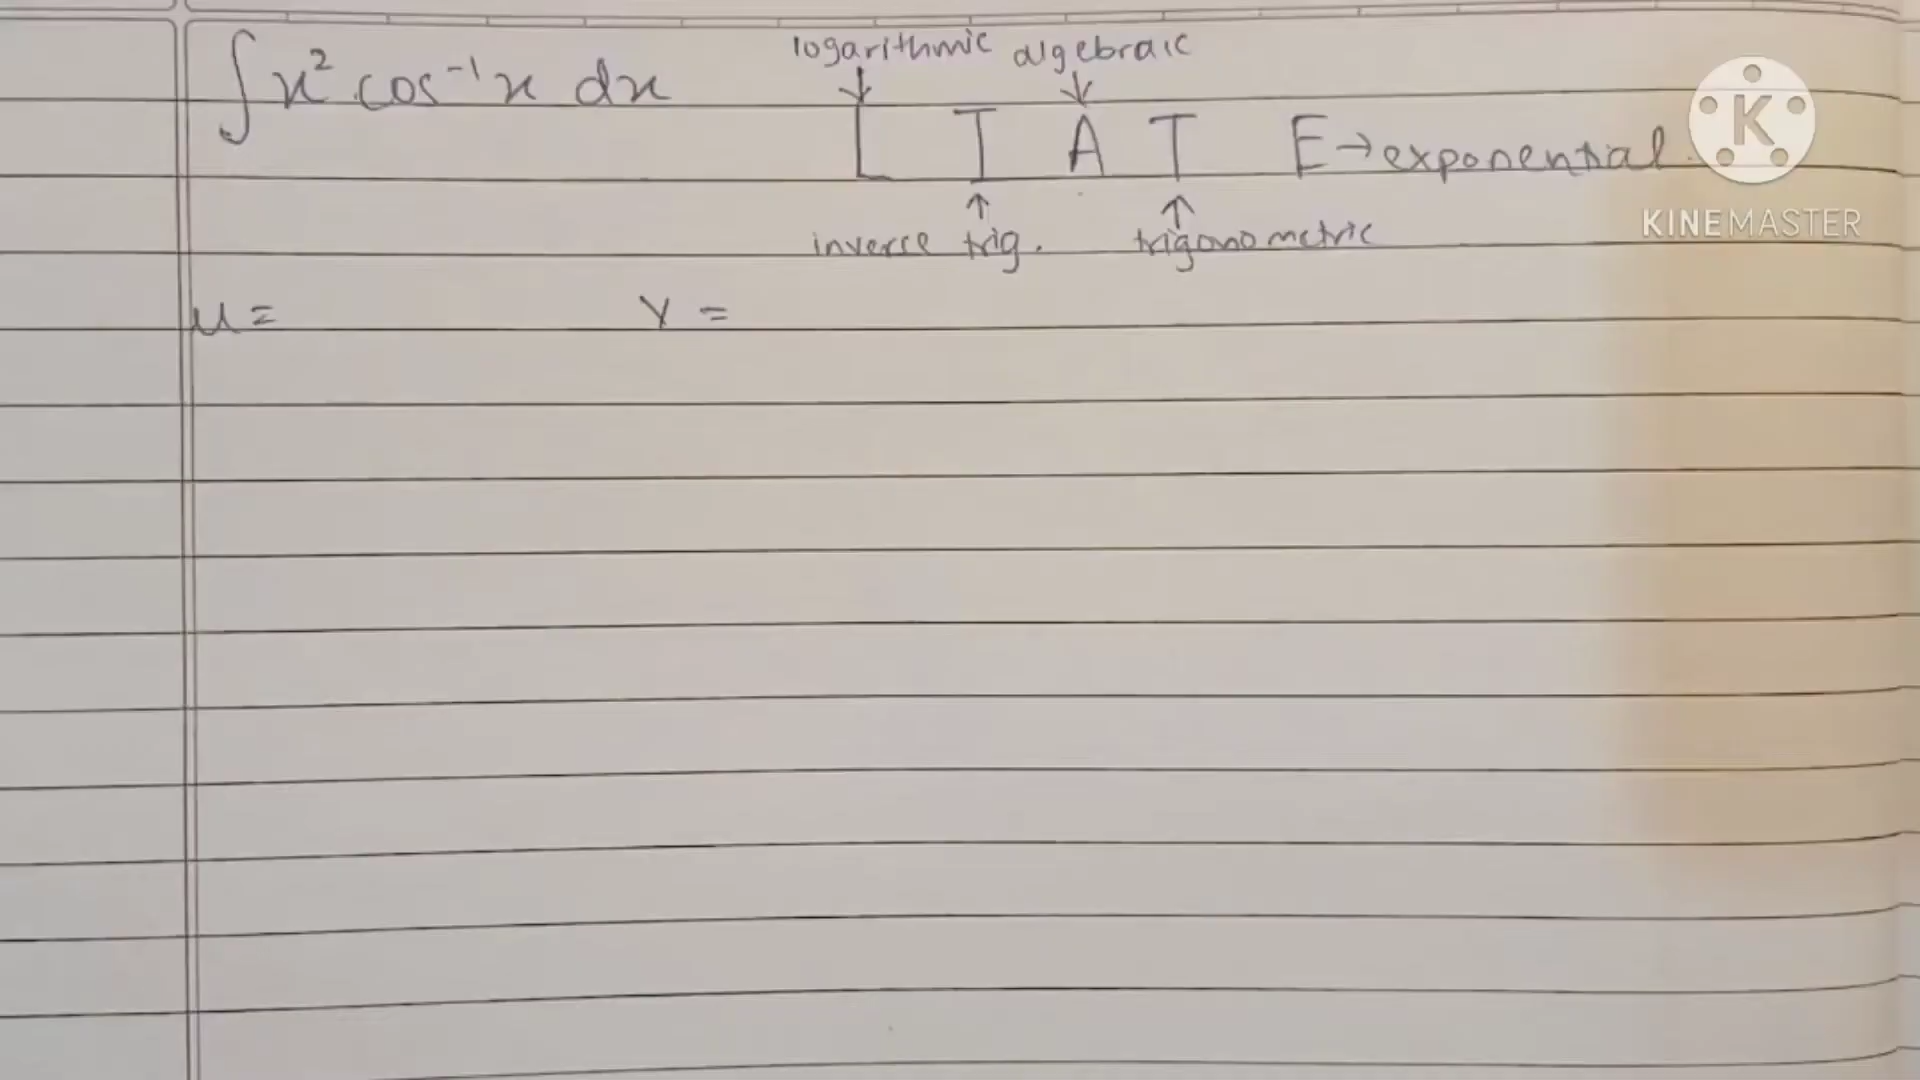 logarithmic algebraic
∫ x² cos⁻¹x dx
L I A T E → exponential
inverse trig. trigonometric
u = v =
K
KINEMASTER